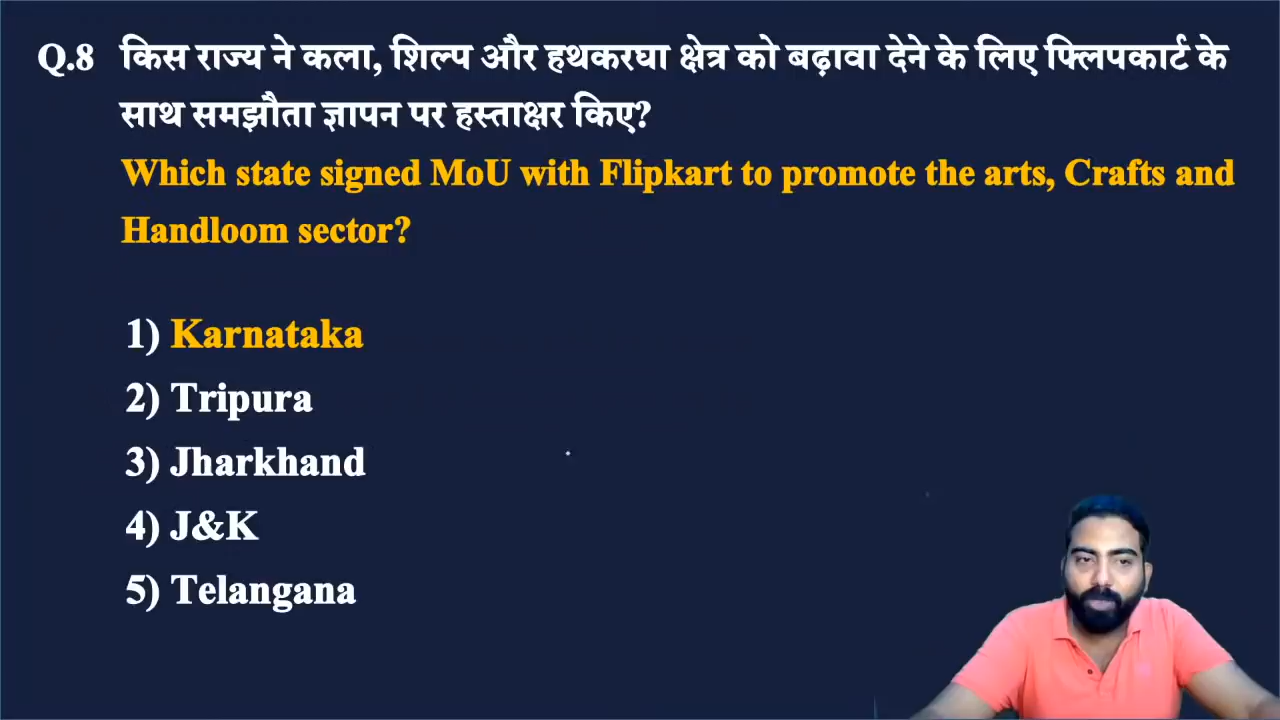 Q.8 किस राज्य ने कला, शिल्प और हथकरघा क्षेत्र को बढ़ावा देने के लिए फ्लिपकार्ट के
साथ समझौता ज्ञापन पर हस्ताक्षर किए?
Which state signed MoU with Flipkart to promote the arts, Crafts and
Handloom sector?
1) Karnataka
2) Tripura
3) Jharkhand
4) J&K
5) Telangana